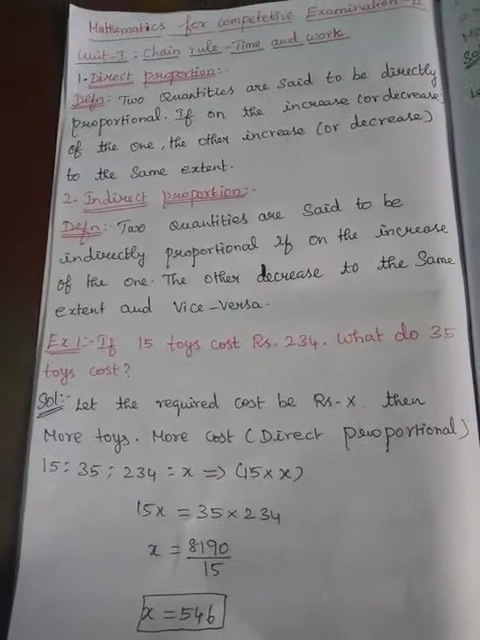 Mathematics for Competetive Examination-II
Unit-I: Chain rule-Time and work
1. Direct proportion:-
Defn: Two Quantities are said to be directly
proportional. If on the increase (or decrease)
of the one, the other increase (or decrease)
to the same extent.
2. Indirect proportion:-
Defn: Two Quantities are said to be
indirectly proportional If on the increase
of the one. The other decrease to the same
extent and vice-versa.
Ex 1:- If 15 toys cost Rs. 234. What do 35
toys cost?
Sol:- Let the required cost be Rs-x. then
More toys. More cost (Direct proportional)
15 : 35 : 234 : x => (15 x x)
15x = 35 x 234
x = 8190
15
x = 546